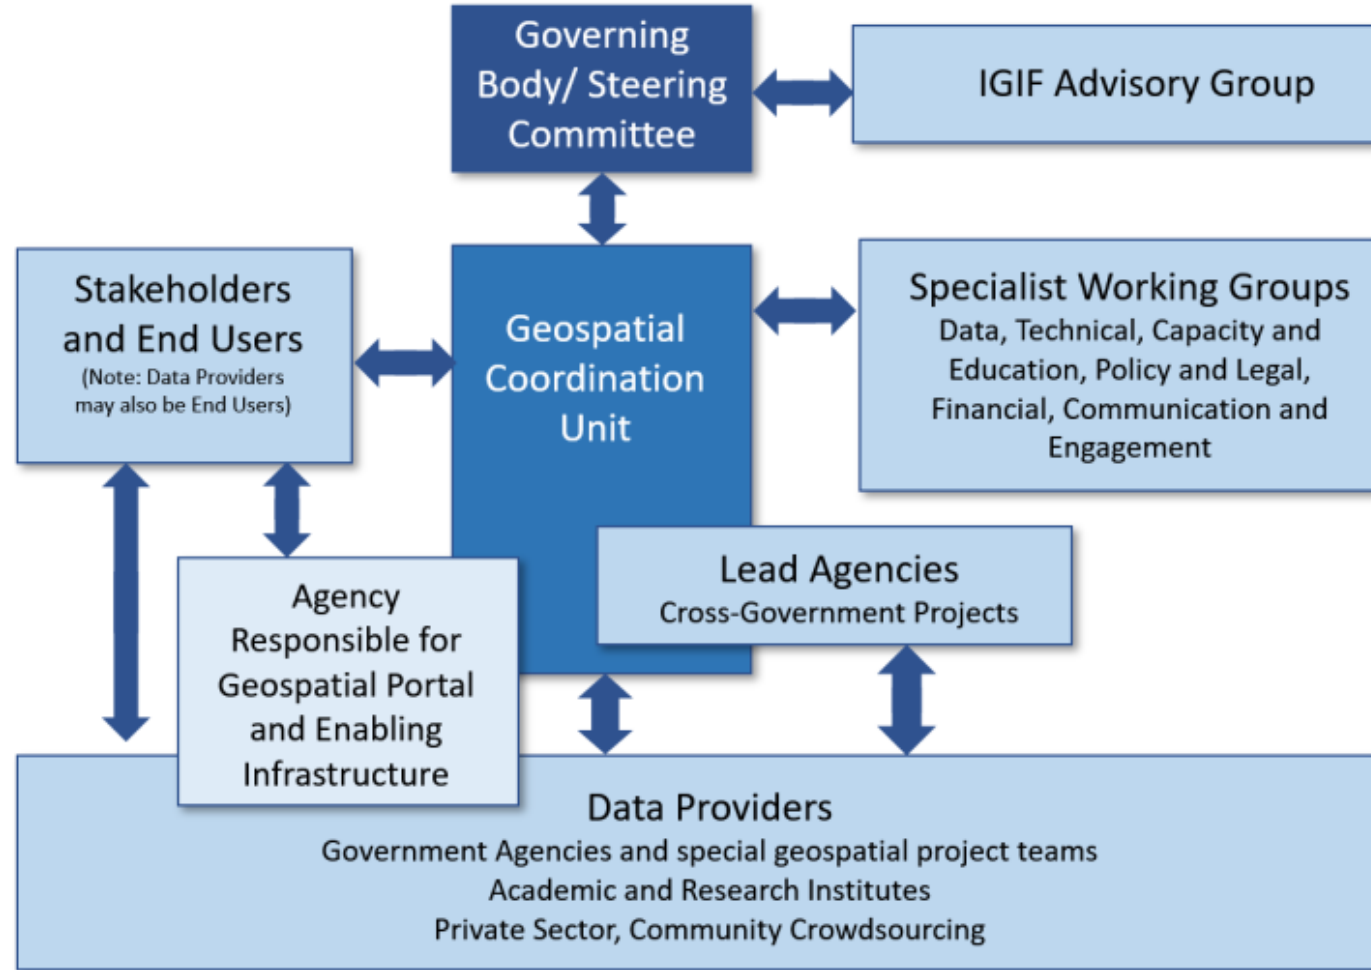 Governing
Body/ Steering
Committee
IGIF Advisory Group
Stakeholders
and End Users
(Note: Data Providers
may also be End Users)
Geospatial
Coordination
Unit
Specialist Working Groups
Data, Technical, Capacity and
Education, Policy and Legal,
Financial, Communication and
Engagement
Lead Agencies
Cross-Government Projects
Agency
Responsible for
Geospatial Portal
and Enabling
Infrastructure
Data Providers
Government Agencies and special geospatial project teams
Academic and Research Institutes
Private Sector, Community Crowdsourcing